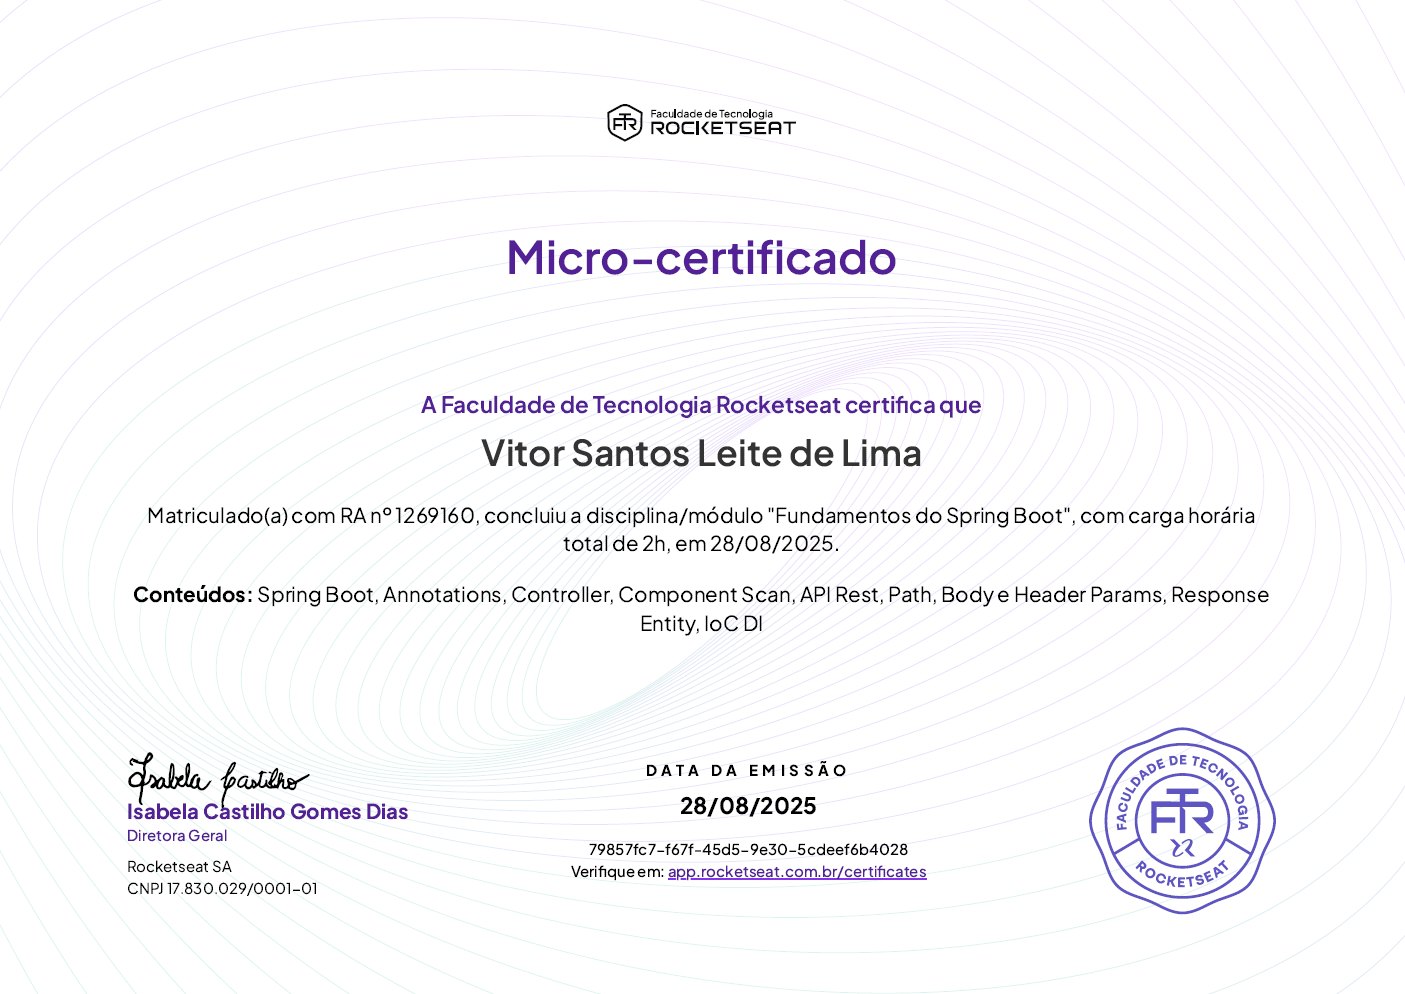 Faculdade de Tecnologia
ROCKETSEAT
Micro-certificado
A Faculdade de Tecnologia Rocketseat certifica que
Vitor Santos Leite de Lima
Matriculado(a) com RA nº 1269160, concluiu a disciplina/módulo "Fundamentos do Spring Boot", com carga horária
total de 2h, em 28/08/2025.
Conteúdos: Spring Boot, Annotations, Controller, Component Scan, API Rest, Path, Body e Header Params, Response
Entity, IoC DI
Isabela Castilho
Isabela Castilho Gomes Dias
Diretora Geral
Rocketseat SA
CNPJ 17.830.029/0001-01
DATA DA EMISSÃO
28/08/2025
79857fc7-f67f-45d5-9e30-5cdeef6b4028
Verifique em: app.rocketseat.com.br/certificates
FACULDADE DE TECNOLOGIA
FTR
ROCKETSEAT